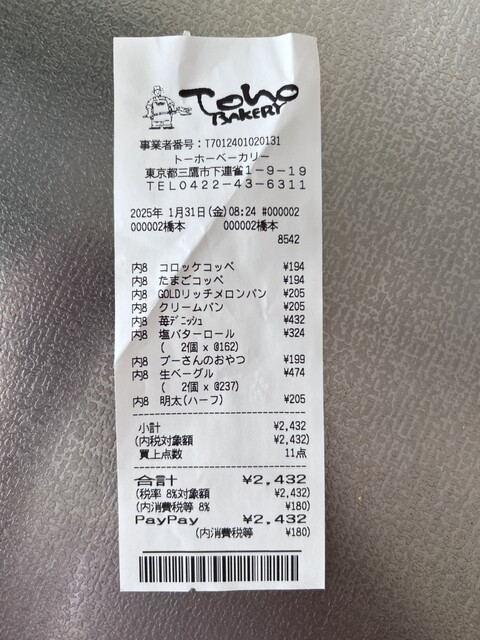 Toho
BAKERY
事業者番号：T7012401020131
トーホーベーカリー
東京都三鷹市下連雀1-9-19
TEL0422-43-6311
2025年 1月31日(金)08:24 #000002
000002橋本 000002橋本
8542
内8 コロッケコッペ ¥194
内8 たまごコッペ ¥194
内8 GOLDリッチメロンパン ¥205
内8 クリームパン ¥205
内8 苺ﾃﾞﾆｯｼｭ ¥432
内8 塩バターロール ¥324
( 2個 x @162)
内8 プーさんのおやつ ¥199
内8 生ベーグル ¥474
( 2個 x @237)
内8 明太(ハーフ) ¥205
小計 ¥2,432
(内税対象額 ¥2,432)
買上点数 11点
合計 ¥2,432
(税率 8%対象額 ¥2,432)
(内消費税等 8% ¥180)
PayPay ¥2,432
(内消費税等 ¥180)